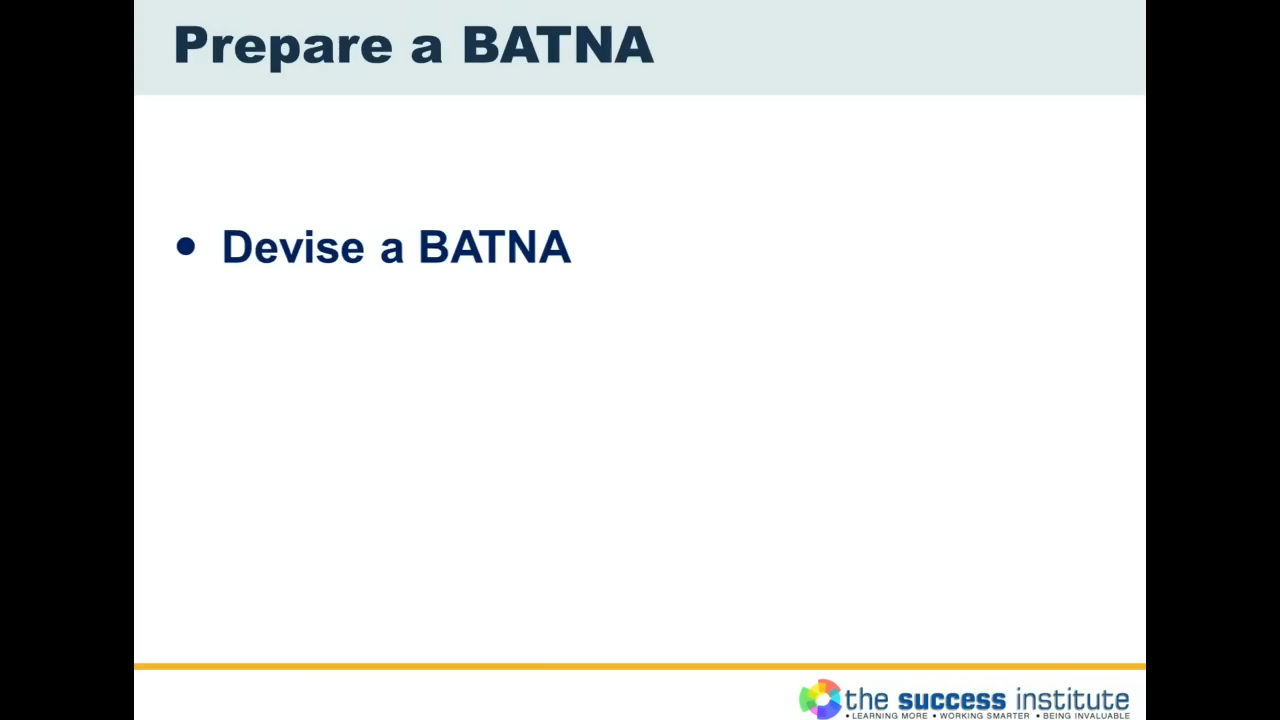 Prepare a BATNA
• Devise a BATNA
the success institute
• LEARNING MORE • WORKING SMARTER • BEING INVALUABLE